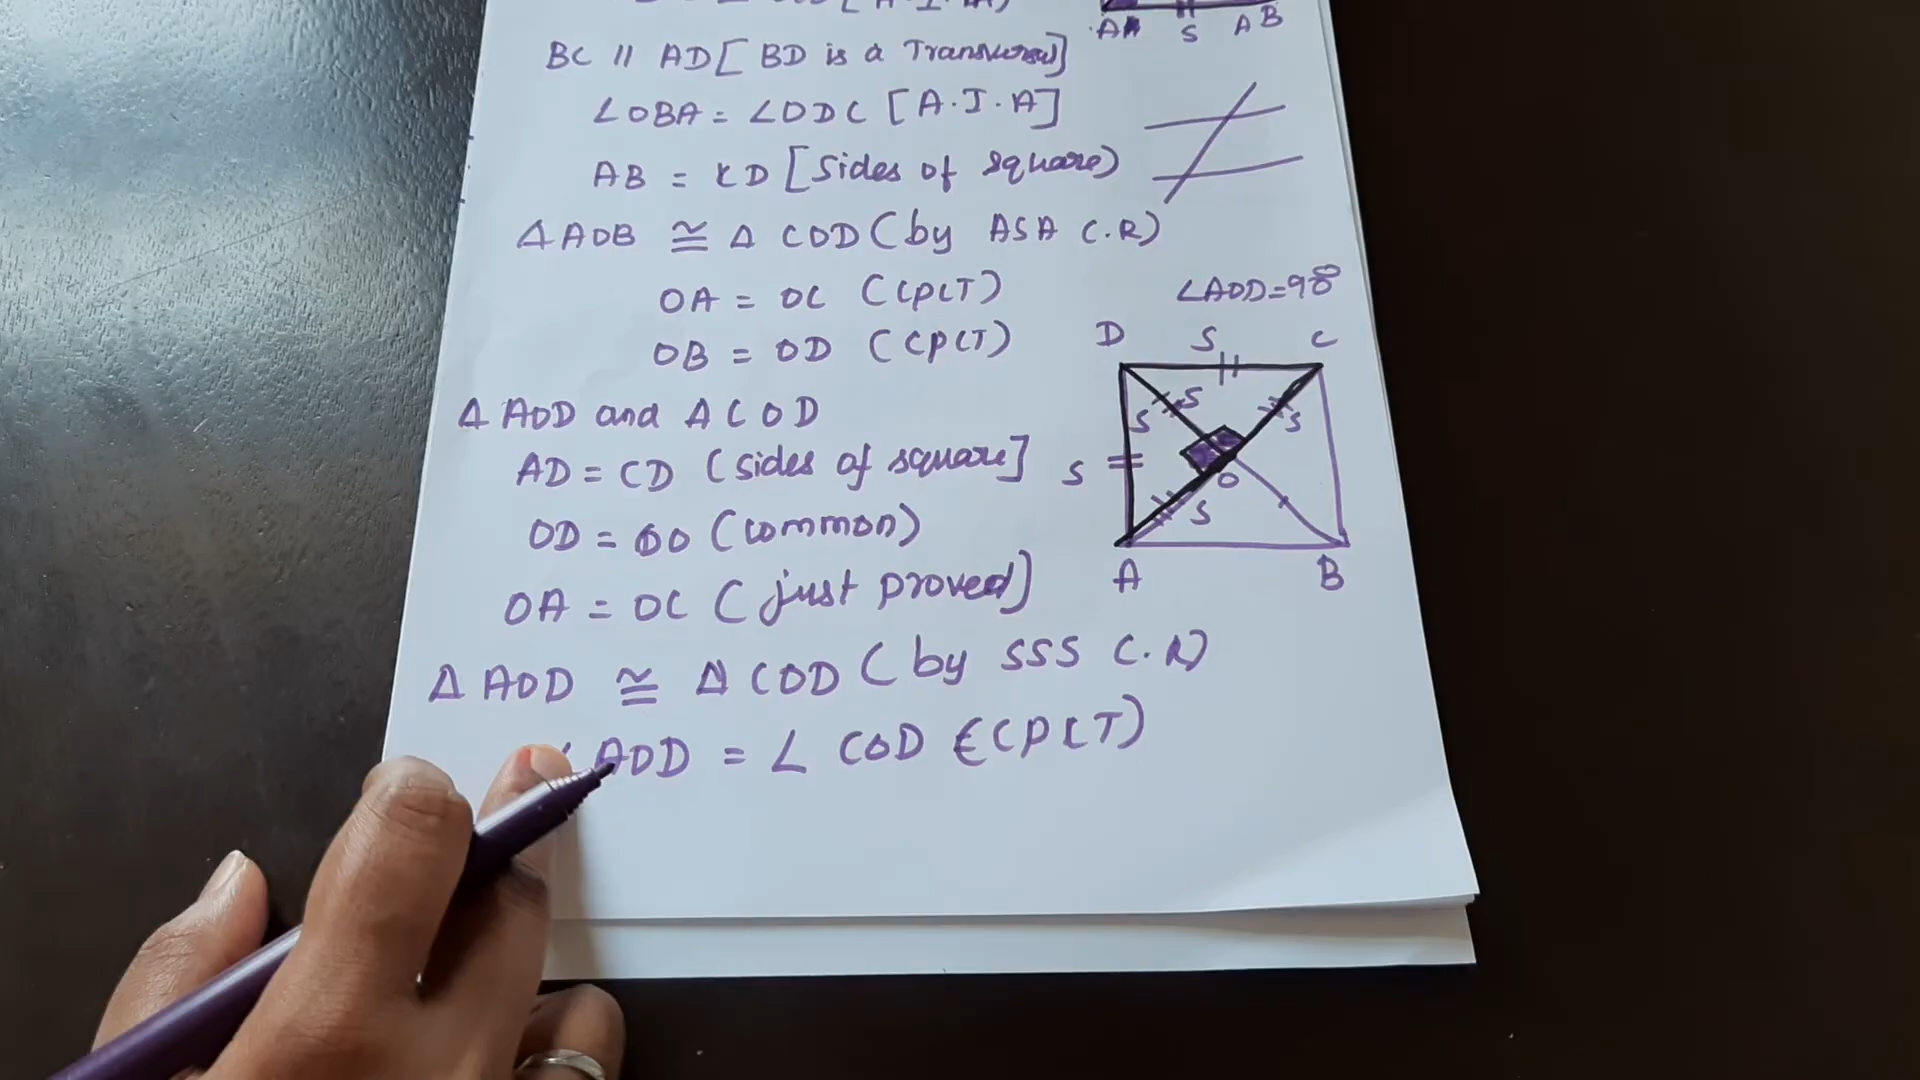 A B
S
A
BC // AD [ BD is a Transversal]
∠OBA = ∠ODC [A.I.A]
AB = CD [Sides of square)
△AOB ≅ △ COD (by ASA C.R)
OA = OC (CPCT)
OB = OD (CPCT)
∠AOD=90°
D S C
S S S
S O
S
A B
△ AOD and △ COD
AD = CD (sides of square]
OD = DO (common)
OA = OC ( just proved]
△ AOD ≅ △ COD ( by SSS C.R)
∠ AOD = ∠ COD (CPCT)